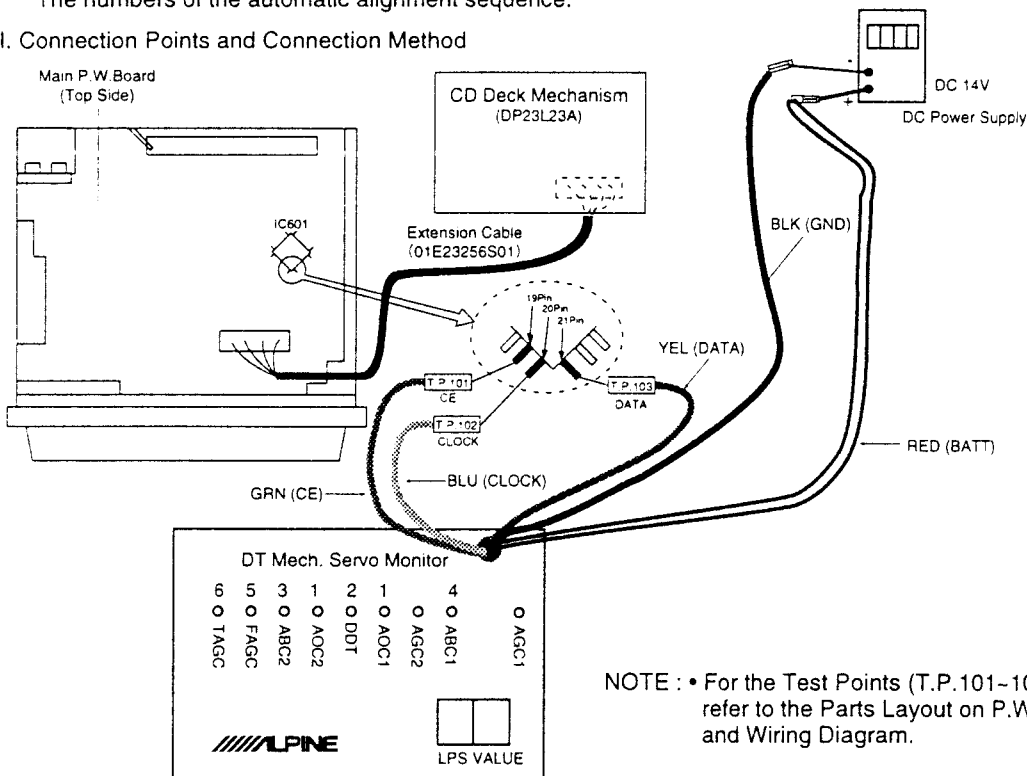 The numbers of the automatic alignment sequence.
I. Connection Points and Connection Method
Main P.W.Board
(Top Side)
CD Deck Mechanism
(DP23L23A)
DC 14V
DC Power Supply
-
+
IC601
Extension Cable
(01E23256S01)
BLK (GND)
19Pin
20Pin
21Pin
YEL (DATA)
T.P.101
CE
T.P.103
DATA
T.P.102
CLOCK
RED (BATT)
GRN (CE)
BLU (CLOCK)
DT Mech. Servo Monitor
6 5 3 1 2 1 4
TAGC
FAGC
ABC2
AOC2
DDT
AOC1
AGC2
ABC1
AGC1
ALPINE
LPS VALUE
NOTE : • For the Test Points (T.P.101~10
refer to the Parts Layout on P.W
and Wiring Diagram.